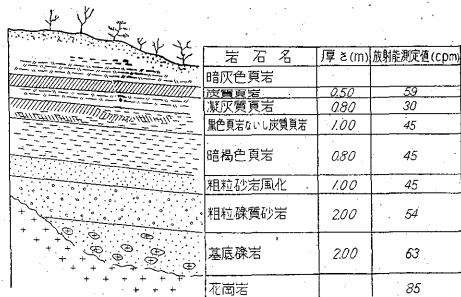 岩石名 厚さ(m) 放射能測定値(cpm)
暗灰色頁岩
炭質頁岩 0.50 59
凝灰質頁岩 0.80 30
黒色頁岩ないし炭質頁岩 1.00 45
暗褐色頁岩 0.80 45
粗粒砂岩風化 1.00 45
粗粒礫質砂岩 2.00 54
基底礫岩 2.00 63
花崗岩 85